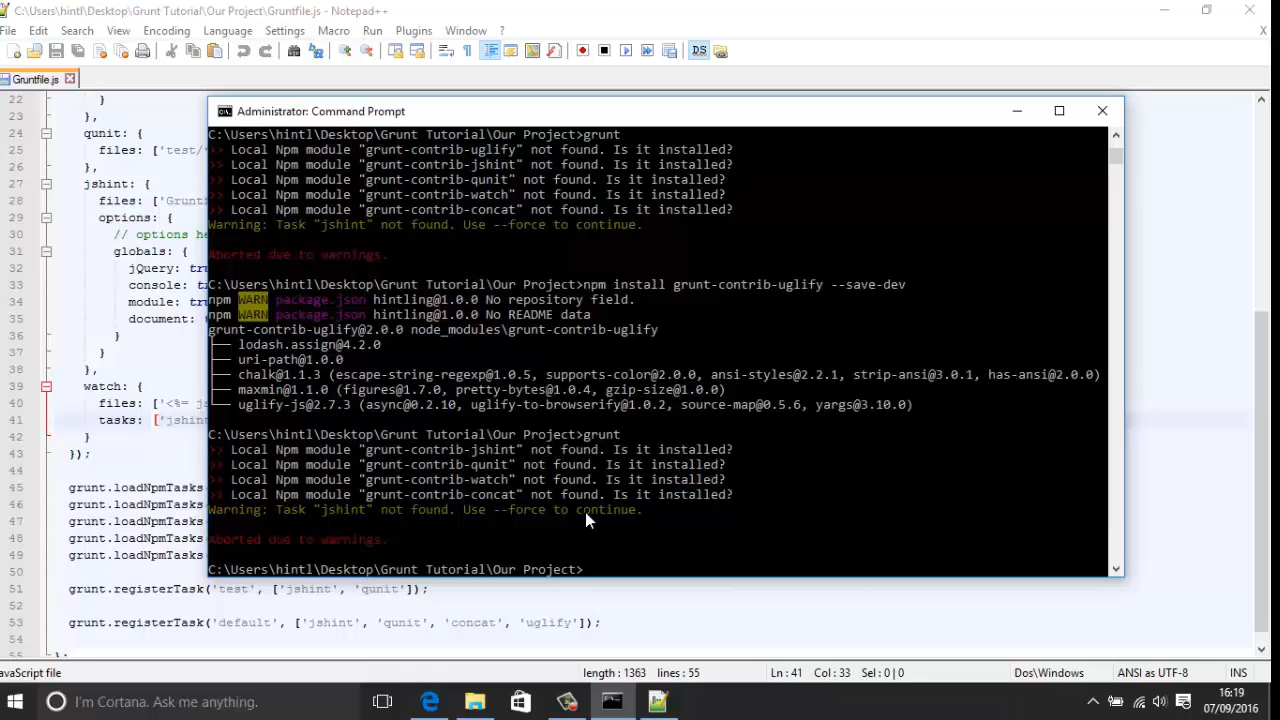 C:\Users\hintl\Desktop\Grunt Tutorial\Our Project\Gruntfile.js - Notepad++
File Edit Search View Encoding Language Settings Macro Run Plugins Window ? X
DS
Gruntfile.js
Administrator: Command Prompt
C:\Users\hintl\Desktop\Grunt Tutorial\Our Project>grunt
>> Local Npm module "grunt-contrib-uglify" not found. Is it installed?
>> Local Npm module "grunt-contrib-jshint" not found. Is it installed?
>> Local Npm module "grunt-contrib-qunit" not found. Is it installed?
>> Local Npm module "grunt-contrib-watch" not found. Is it installed?
>> Local Npm module "grunt-contrib-concat" not found. Is it installed?
Warning: Task "jshint" not found. Use --force to continue.
Aborted due to warnings.
C:\Users\hintl\Desktop\Grunt Tutorial\Our Project>npm install grunt-contrib-uglify --save-dev
npm WARN package.json hintling@1.0.0 No repository field.
npm WARN package.json hintling@1.0.0 No README data
grunt-contrib-uglify@2.0.0 node_modules\grunt-contrib-uglify
├── lodash.assign@4.2.0
├── uri-path@1.0.0
├── chalk@1.1.3 (escape-string-regexp@1.0.5, supports-color@2.0.0, ansi-styles@2.2.1, strip-ansi@3.0.1, has-ansi@2.0.0)
├── maxmin@1.1.0 (figures@1.7.0, pretty-bytes@1.0.4, gzip-size@1.0.0)
└── uglify-js@2.7.3 (async@0.2.10, uglify-to-browserify@1.0.2, source-map@0.5.6, yargs@3.10.0)
C:\Users\hintl\Desktop\Grunt Tutorial\Our Project>grunt
>> Local Npm module "grunt-contrib-jshint" not found. Is it installed?
>> Local Npm module "grunt-contrib-qunit" not found. Is it installed?
>> Local Npm module "grunt-contrib-watch" not found. Is it installed?
>> Local Npm module "grunt-contrib-concat" not found. Is it installed?
Warning: Task "jshint" not found. Use --force to continue.
Aborted due to warnings.
C:\Users\hintl\Desktop\Grunt Tutorial\Our Project>
22 }
23 },
24 qunit: {
25 files: ['test/
26 },
27 jshint: {
28 files: ['Grunt
29 options: {
30 // options he
31 globals: {
32 jQuery: tru
33 console: t
34 module: tr
35 document:
36 }
37 }
38 },
39 watch: {
40 files: ['<%= js
41 tasks: ['jshint
42 }
43 });
44
45 grunt.loadNpmTasks
46 grunt.loadNpmTasks
47 grunt.loadNpmTasks
48 grunt.loadNpmTasks
49 grunt.loadNpmTasks
50
51 grunt.registerTask('test', ['jshint', 'qunit']);
52
53 grunt.registerTask('default', ['jshint', 'qunit', 'concat', 'uglify']);
54
55 };
JavaScript file length : 1363 lines : 55 Ln : 41 Col : 33 Sel : 0 | 0 Dos\Windows ANSI as UTF-8 INS
I'm Cortana. Ask me anything.
16:19
07/09/2016